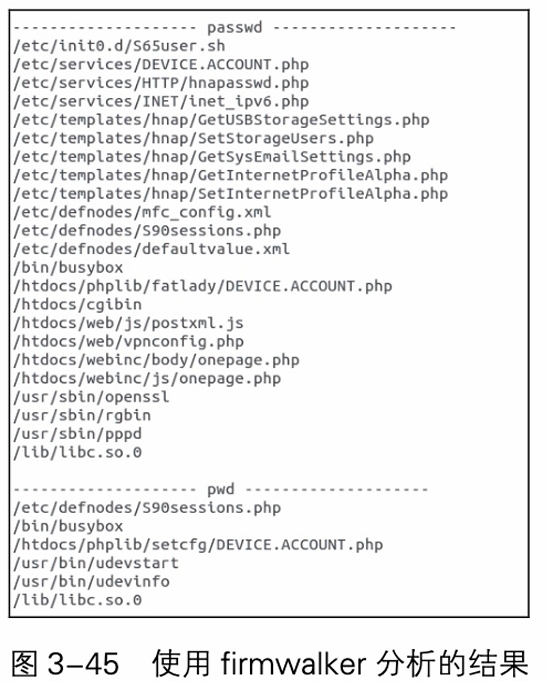 -------------------- passwd --------------------
/etc/init0.d/S65user.sh
/etc/services/DEVICE.ACCOUNT.php
/etc/services/HTTP/hnapasswd.php
/etc/services/INET/inet_ipv6.php
/etc/templates/hnap/GetUSBStorageSettings.php
/etc/templates/hnap/SetStorageUsers.php
/etc/templates/hnap/GetSysEmailSettings.php
/etc/templates/hnap/GetInternetProfileAlpha.php
/etc/templates/hnap/SetInternetProfileAlpha.php
/etc/defnodes/mfc_config.xml
/etc/defnodes/S90sessions.php
/etc/defnodes/defaultvalue.xml
/bin/busybox
/htdocs/phplib/fatlady/DEVICE.ACCOUNT.php
/htdocs/cgibin
/htdocs/web/js/postxml.js
/htdocs/web/vpnconfig.php
/htdocs/webinc/body/onepage.php
/htdocs/webinc/js/onepage.php
/usr/sbin/openssl
/usr/sbin/rgbin
/usr/sbin/pppd
/lib/libc.so.0
-------------------- pwd --------------------
/etc/defnodes/S90sessions.php
/bin/busybox
/htdocs/phplib/setcfg/DEVICE.ACCOUNT.php
/usr/bin/udevstart
/usr/bin/udevinfo
/lib/libc.so.0
图 3-45 使用 firmwalker 分析的结果